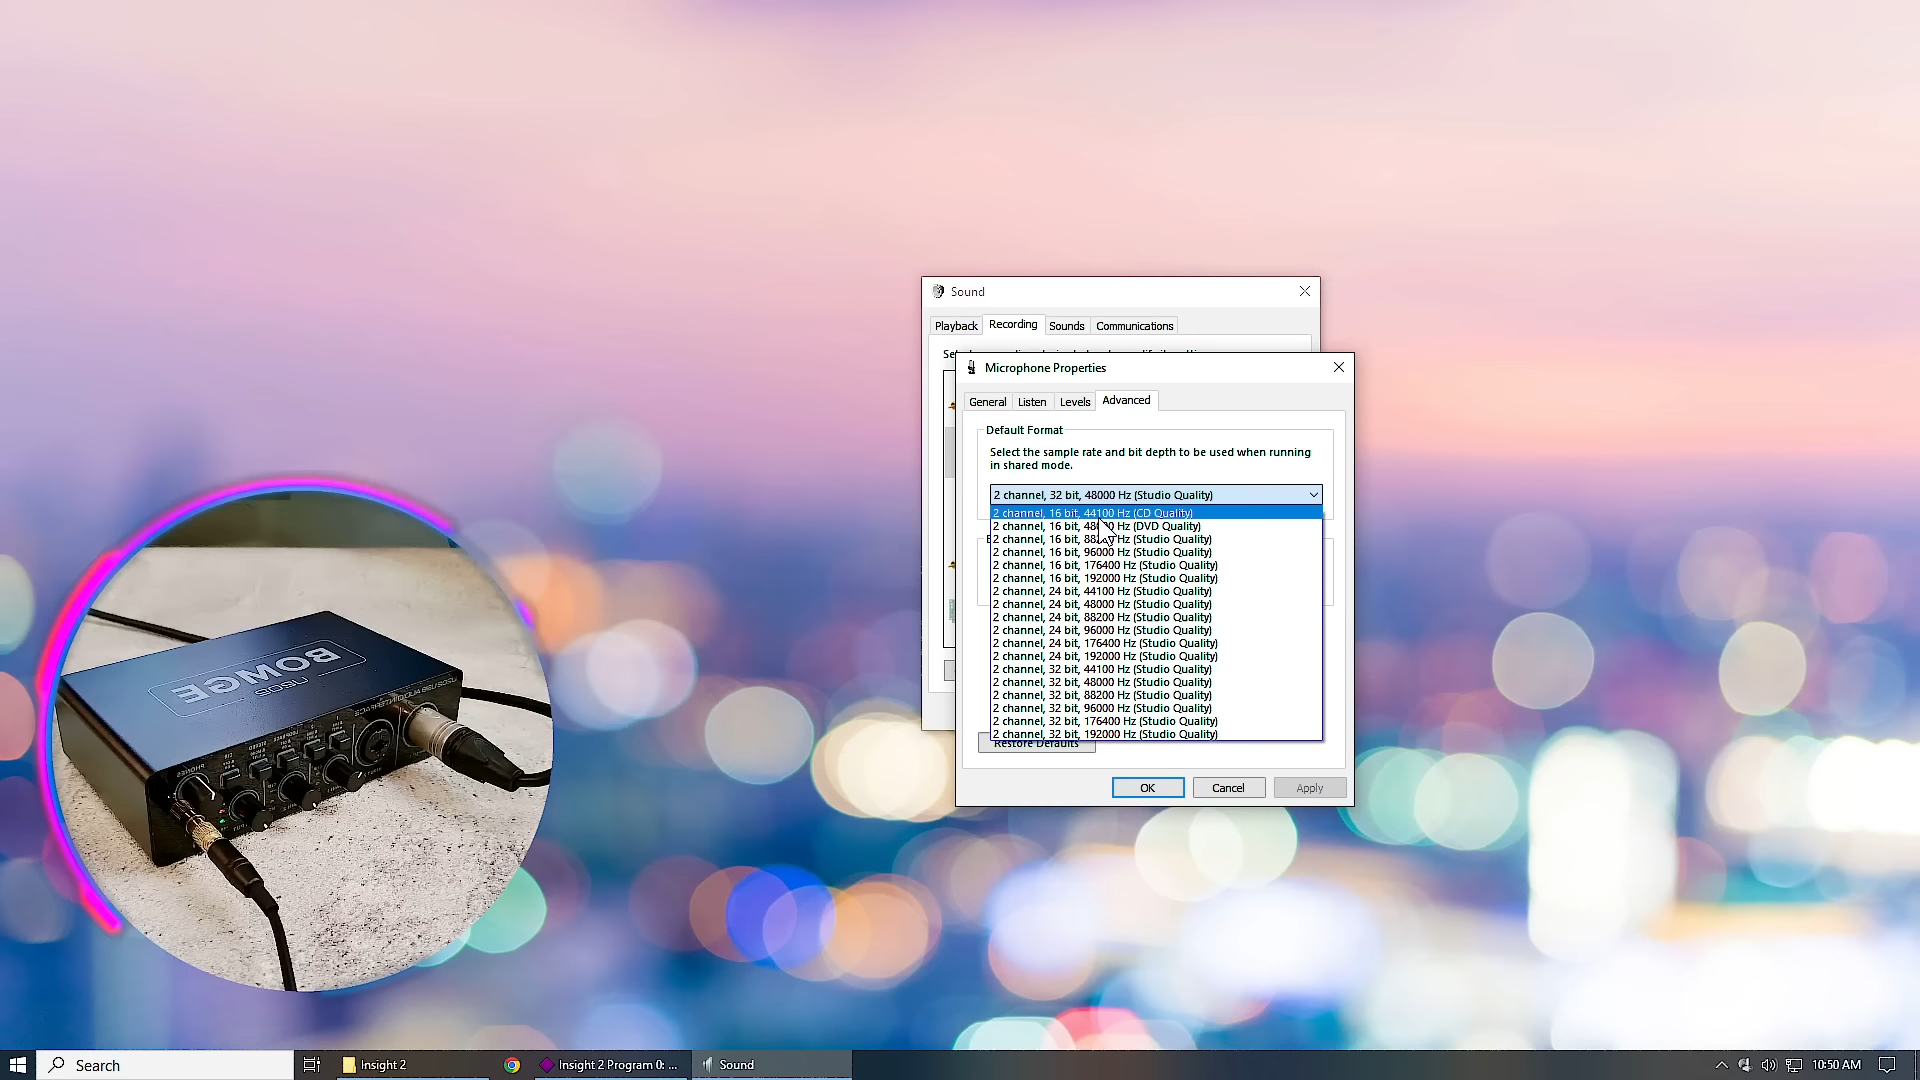 Sound
Playback
Recording
Sounds
Communications
Microphone Properties
General
Listen
Levels
Advanced
Default Format
Select the sample rate and bit depth to be used when running
in shared mode.
2 channel, 32 bit, 48000 Hz (Studio Quality)
2 channel, 16 bit, 44100 Hz (CD Quality)
2 channel, 16 bit, 48000 Hz (DVD Quality)
2 channel, 16 bit, 88200 Hz (Studio Quality)
2 channel, 16 bit, 96000 Hz (Studio Quality)
2 channel, 16 bit, 176400 Hz (Studio Quality)
2 channel, 16 bit, 192000 Hz (Studio Quality)
2 channel, 24 bit, 44100 Hz (Studio Quality)
2 channel, 24 bit, 48000 Hz (Studio Quality)
2 channel, 24 bit, 88200 Hz (Studio Quality)
2 channel, 24 bit, 96000 Hz (Studio Quality)
2 channel, 24 bit, 176400 Hz (Studio Quality)
2 channel, 24 bit, 192000 Hz (Studio Quality)
2 channel, 32 bit, 44100 Hz (Studio Quality)
2 channel, 32 bit, 48000 Hz (Studio Quality)
2 channel, 32 bit, 88200 Hz (Studio Quality)
2 channel, 32 bit, 96000 Hz (Studio Quality)
2 channel, 32 bit, 176400 Hz (Studio Quality)
2 channel, 32 bit, 192000 Hz (Studio Quality)
Restore Defaults
OK
Cancel
Apply
BOMGE
PHONES
Search
Insight 2
Insight 2 Program 0: ...
Sound
10:50 AM